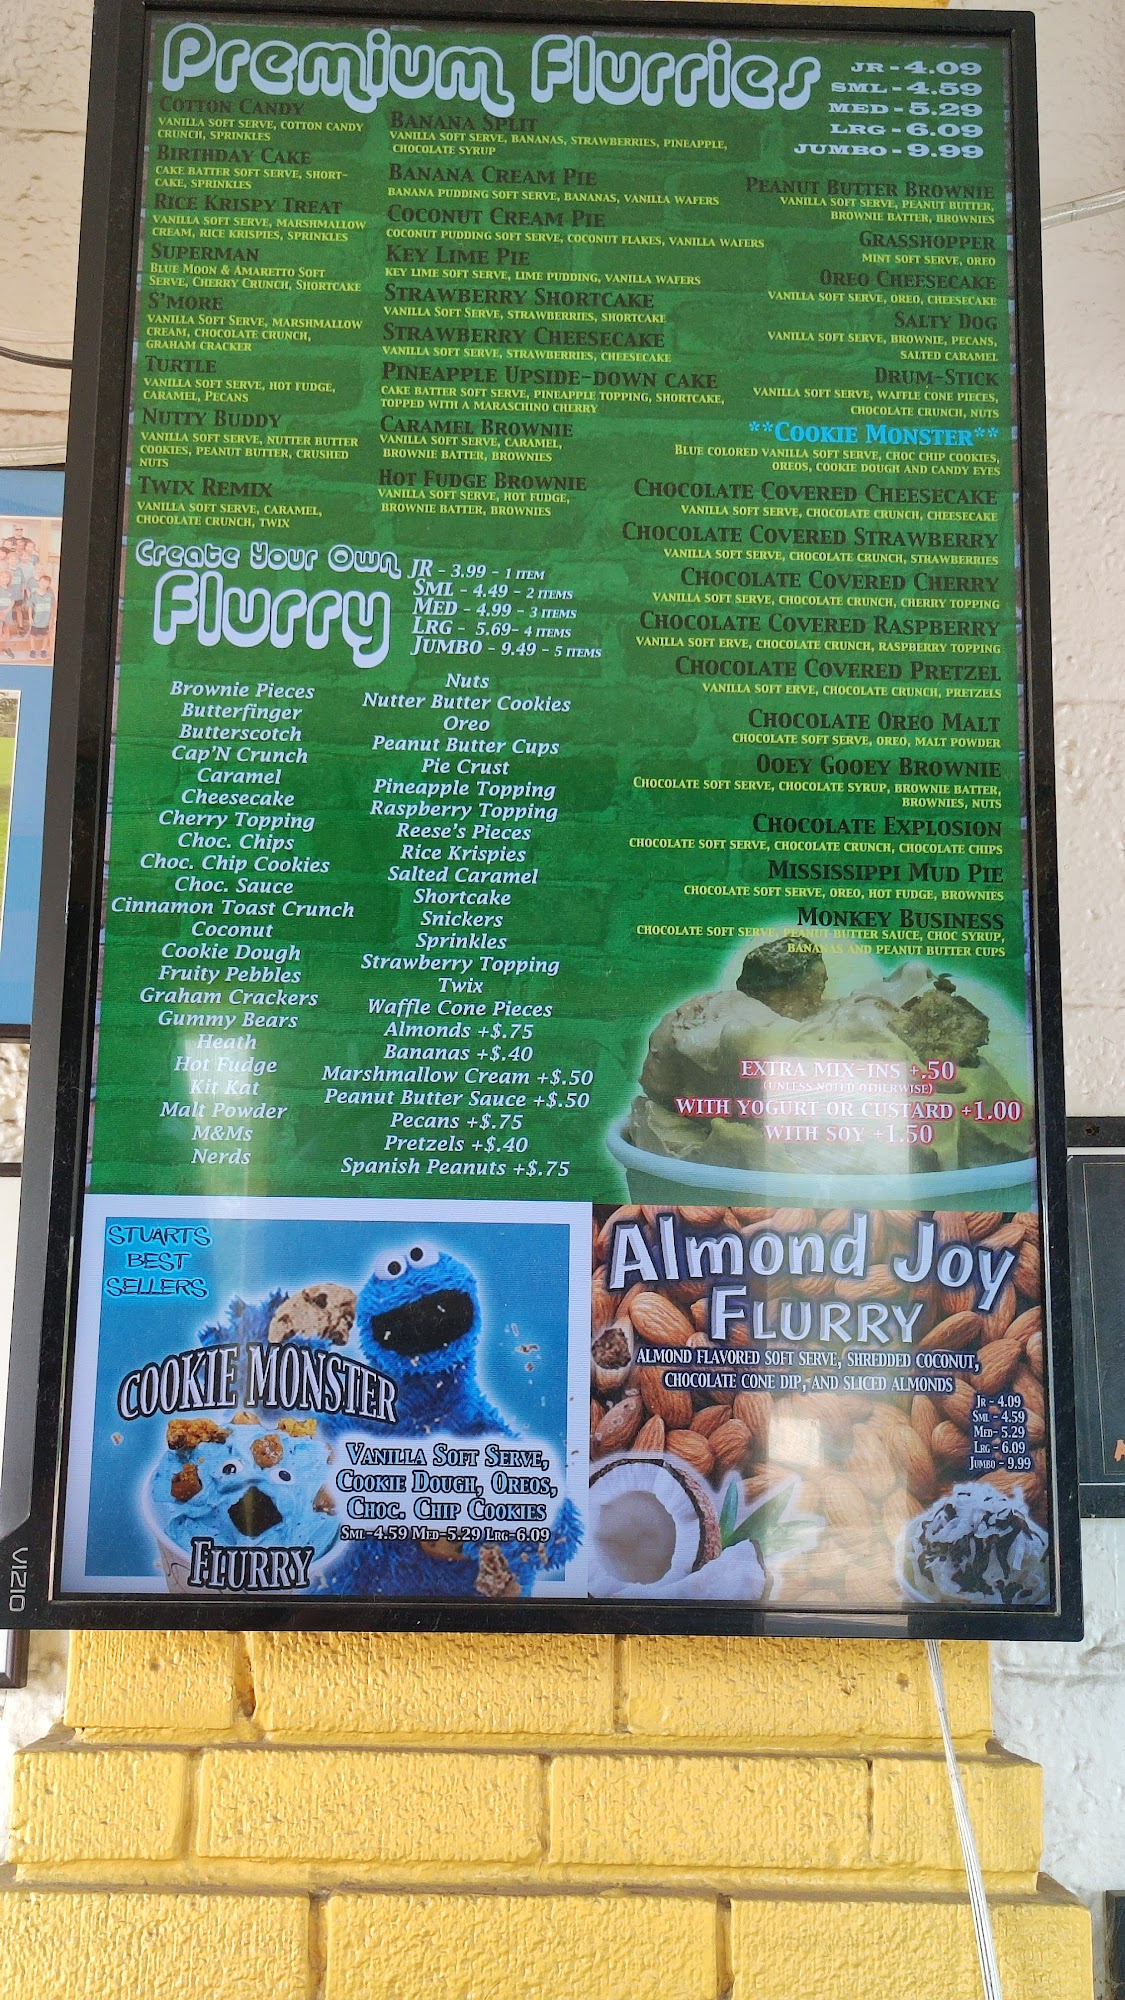 Premium Flurries
JR - 4.09
SML - 4.59
MED - 5.29
LRG - 6.09
JUMBO - 9.99
COTTON CANDY
VANILLA SOFT SERVE, COTTON CANDY
CRUNCH, SPRINKLES
BIRTHDAY CAKE
CAKE BATTER SOFT SERVE, SHORT-
CAKE, SPRINKLES
RICE KRISPY TREAT
VANILLA SOFT SERVE, MARSHMALLOW
CREAM, RICE KRISPIES, SPRINKLES
SUPERMAN
BLUE MOON & AMARETTO SOFT
SERVE, CHERRY CRUNCH, SHORTCAKE
S'MORE
VANILLA SOFT SERVE, MARSHMALLOW
CREAM, CHOCOLATE CRUNCH,
GRAHAM CRACKER
TURTLE
VANILLA SOFT SERVE, HOT FUDGE,
CARAMEL, PECANS
NUTTY BUDDY
VANILLA SOFT SERVE, NUTTER BUTTER
COOKIES, PEANUT BUTTER, CRUSHED
NUTS
TWIX REMIX
VANILLA SOFT SERVE, CARAMEL,
CHOCOLATE CRUNCH, TWIX
BANANA SPLIT
VANILLA SOFT SERVE, BANANAS, STRAWBERRIES, PINEAPPLE,
CHOCOLATE SYRUP
BANANA CREAM PIE
BANANA PUDDING SOFT SERVE, BANANAS, VANILLA WAFERS
COCONUT CREAM PIE
COCONUT PUDDING SOFT SERVE, COCONUT FLAKES, VANILLA WAFERS
KEY LIME PIE
KEY LIME SOFT SERVE, LIME PUDDING, VANILLA WAFERS
STRAWBERRY SHORTCAKE
VANILLA SOFT SERVE, STRAWBERRIES, SHORTCAKE
STRAWBERRY CHEESECAKE
VANILLA SOFT SERVE, STRAWBERRIES, CHEESECAKE
PINEAPPLE UPSIDE-DOWN CAKE
CAKE BATTER SOFT SERVE, PINEAPPLE TOPPING, SHORTCAKE,
TOPPED WITH A MARASCHINO CHERRY
CARAMEL BROWNIE
VANILLA SOFT SERVE, CARAMEL,
BROWNIE BATTER, BROWNIES
HOT FUDGE BROWNIE
VANILLA SOFT SERVE, HOT FUDGE,
BROWNIE BATTER, BROWNIES
PEANUT BUTTER BROWNIE
VANILLA SOFT SERVE, PEANUT BUTTER,
BROWNIE BATTER, BROWNIES
GRASSHOPPER
MINT SOFT SERVE, OREO
OREO CHEESECAKE
VANILLA SOFT SERVE, OREO, CHEESECAKE
SALTY DOG
VANILLA SOFT SERVE, BROWNIE, PECANS,
SALTED CARAMEL
DRUM-STICK
VANILLA SOFT SERVE, WAFFLE CONE PIECES,
CHOCOLATE CRUNCH, NUTS
**COOKIE MONSTER**
BLUE COLORED VANILLA SOFT SERVE, CHOC CHIP COOKIES,
OREOS, COOKIE DOUGH AND CANDY EYES
CHOCOLATE COVERED CHEESECAKE
VANILLA SOFT SERVE, CHOCOLATE CRUNCH, CHEESECAKE
CHOCOLATE COVERED STRAWBERRY
VANILLA SOFT SERVE, CHOCOLATE CRUNCH, STRAWBERRIES
CHOCOLATE COVERED CHERRY
VANILLA SOFT SERVE, CHOCOLATE CRUNCH, CHERRY TOPPING
CHOCOLATE COVERED RASPBERRY
VANILLA SOFT ERVE, CHOCOLATE CRUNCH, RASPBERRY TOPPING
CHOCOLATE COVERED PRETZEL
VANILLA SOFT ERVE, CHOCOLATE CRUNCH, PRETZELS
CHOCOLATE OREO MALT
CHOCOLATE SOFT SERVE, OREO, MALT POWDER
OOEY GOOEY BROWNIE
CHOCOLATE SOFT SERVE, CHOCOLATE SYRUP, BROWNIE BATTER,
BROWNIES, NUTS
CHOCOLATE EXPLOSION
CHOCOLATE SOFT SERVE, CHOCOLATE CRUNCH, CHOCOLATE CHIPS
MISSISSIPPI MUD PIE
CHOCOLATE SOFT SERVE, OREO, HOT FUDGE, BROWNIES
MONKEY BUSINESS
CHOCOLATE SOFT SERVE, PEANUT BUTTER SAUCE, CHOC SYRUP,
BANANAS AND PEANUT BUTTER CUPS
Create Your Own
Flurry
JR - 3.99 - 1 ITEM
SML - 4.49 - 2 ITEMS
MED - 4.99 - 3 ITEMS
LRG - 5.69- 4 ITEMS
JUMBO - 9.49 - 5 ITEMS
Brownie Pieces
Butterfinger
Butterscotch
Cap'N Crunch
Caramel
Cheesecake
Cherry Topping
Choc. Chips
Choc. Chip Cookies
Choc. Sauce
Cinnamon Toast Crunch
Coconut
Cookie Dough
Fruity Pebbles
Graham Crackers
Gummy Bears
Heath
Hot Fudge
Kit Kat
Malt Powder
M&Ms
Nerds
Nuts
Nutter Butter Cookies
Oreo
Peanut Butter Cups
Pie Crust
Pineapple Topping
Raspberry Topping
Reese's Pieces
Rice Krispies
Salted Caramel
Shortcake
Snickers
Sprinkles
Strawberry Topping
Twix
Waffle Cone Pieces
Almonds +$.75
Bananas +$.40
Marshmallow Cream +$.50
Peanut Butter Sauce +$.50
Pecans +$.75
Pretzels +$.40
Spanish Peanuts +$.75
EXTRA MIX-INS +.50
(UNLESS NOTED OTHERWISE)
WITH YOGURT OR CUSTARD +1.00
WITH SOY +1.50
STUARTS
BEST
SELLERS
COOKIE MONSTER
VANILLA SOFT SERVE,
COOKIE DOUGH, OREOS,
CHOC. CHIP COOKIES
SML-4.59 MED-5.29 LRG-6.09
FLURRY
Almond Joy
FLURRY
ALMOND FLAVORED SOFT SERVE, SHREDDED COCONUT,
CHOCOLATE CONE DIP, AND SLICED ALMONDS
JR - 4.09
SML - 4.59
MED- 5.29
LRG - 6.09
JUMBO - 9.99
VIZIO